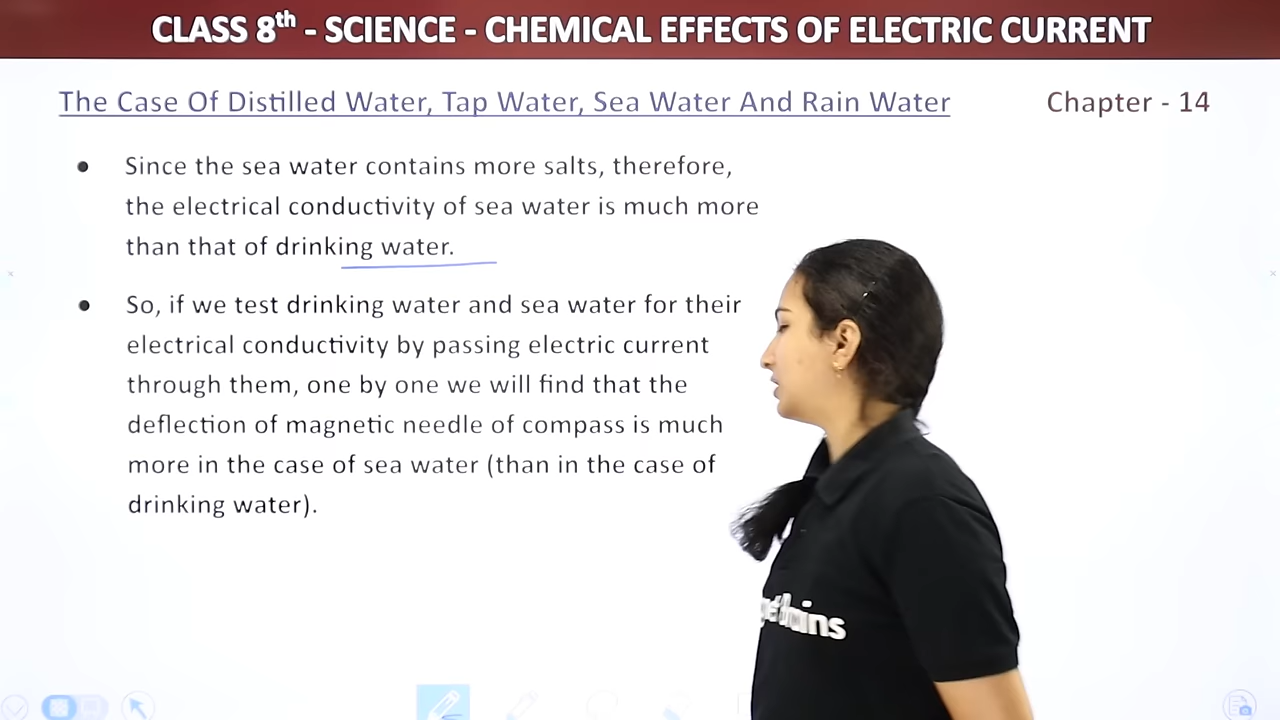 CLASS 8th - SCIENCE - CHEMICAL EFFECTS OF ELECTRIC CURRENT
The Case Of Distilled Water, Tap Water, Sea Water And Rain Water
Chapter - 14
• Since the sea water contains more salts, therefore,
the electrical conductivity of sea water is much more
than that of drinking water.
• So, if we test drinking water and sea water for their
electrical conductivity by passing electric current
through them, one by one we will find that the
deflection of magnetic needle of compass is much
more in the case of sea water (than in the case of
drinking water).